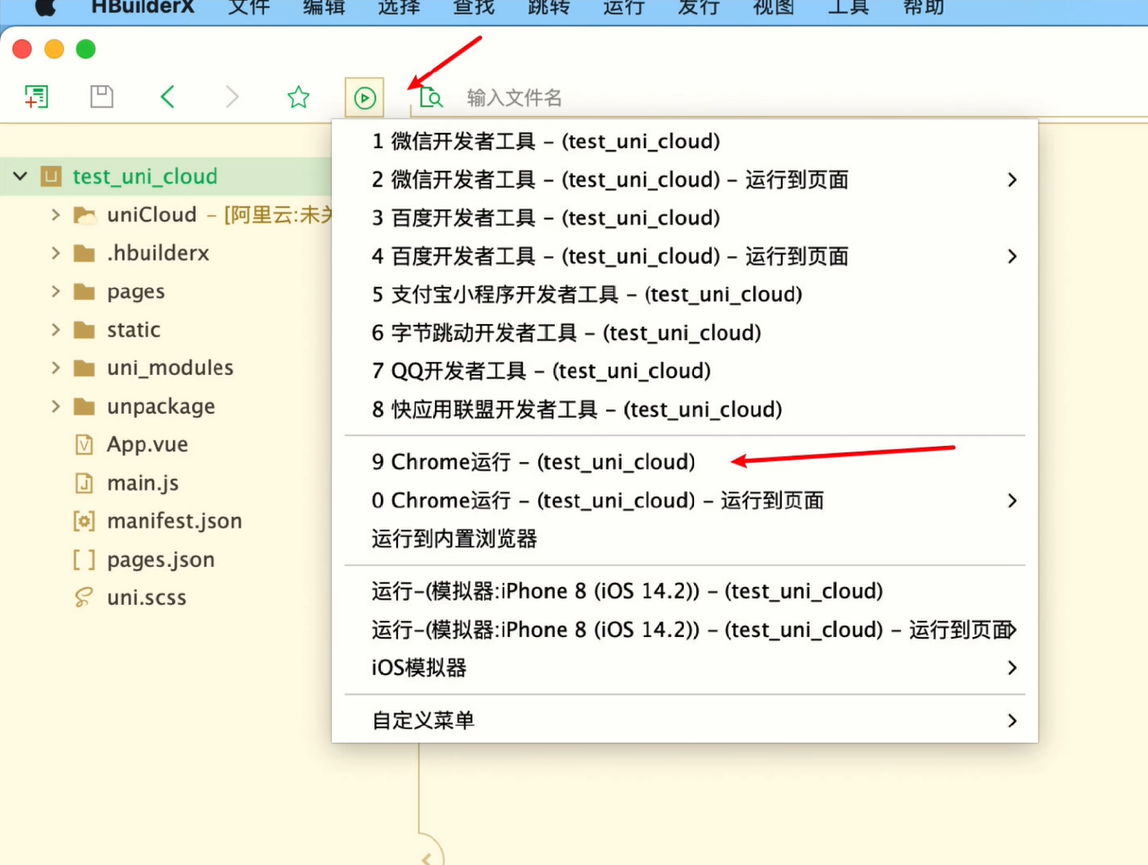 HBuilderX 文件 编辑 选择 查找 跳转 运行 发行 视图 工具 帮助
输入文件名
test_uni_cloud
uniCloud – [阿里云:未关
.hbuilderx
pages
static
uni_modules
unpackage
App.vue
main.js
manifest.json
pages.json
uni.scss
1 微信开发者工具 – (test_uni_cloud)
2 微信开发者工具 – (test_uni_cloud) – 运行到页面
3 百度开发者工具 – (test_uni_cloud)
4 百度开发者工具 – (test_uni_cloud) – 运行到页面
5 支付宝小程序开发者工具 – (test_uni_cloud)
6 字节跳动开发者工具 – (test_uni_cloud)
7 QQ开发者工具 – (test_uni_cloud)
8 快应用联盟开发者工具 – (test_uni_cloud)
9 Chrome运行 – (test_uni_cloud)
0 Chrome运行 – (test_uni_cloud) – 运行到页面
运行到内置浏览器
运行–(模拟器:iPhone 8 (iOS 14.2)) – (test_uni_cloud)
运行–(模拟器:iPhone 8 (iOS 14.2)) – (test_uni_cloud) – 运行到页面
iOS模拟器
自定义菜单